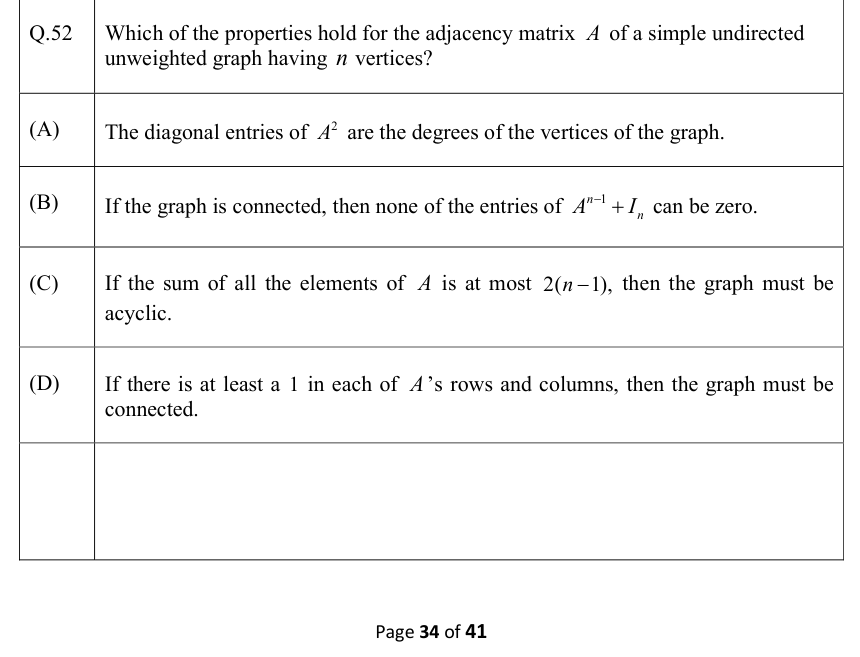 Q.52 Which of the properties hold for the adjacency matrix A of a simple undirected
unweighted graph having n vertices?
(A) The diagonal entries of A² are the degrees of the vertices of the graph.
(B) If the graph is connected, then none of the entries of Aⁿ⁻¹ + Iₙ can be zero.
(C) If the sum of all the elements of A is at most 2(n−1), then the graph must be
acyclic.
(D) If there is at least a 1 in each of A’s rows and columns, then the graph must be
connected.
Page 34 of 41